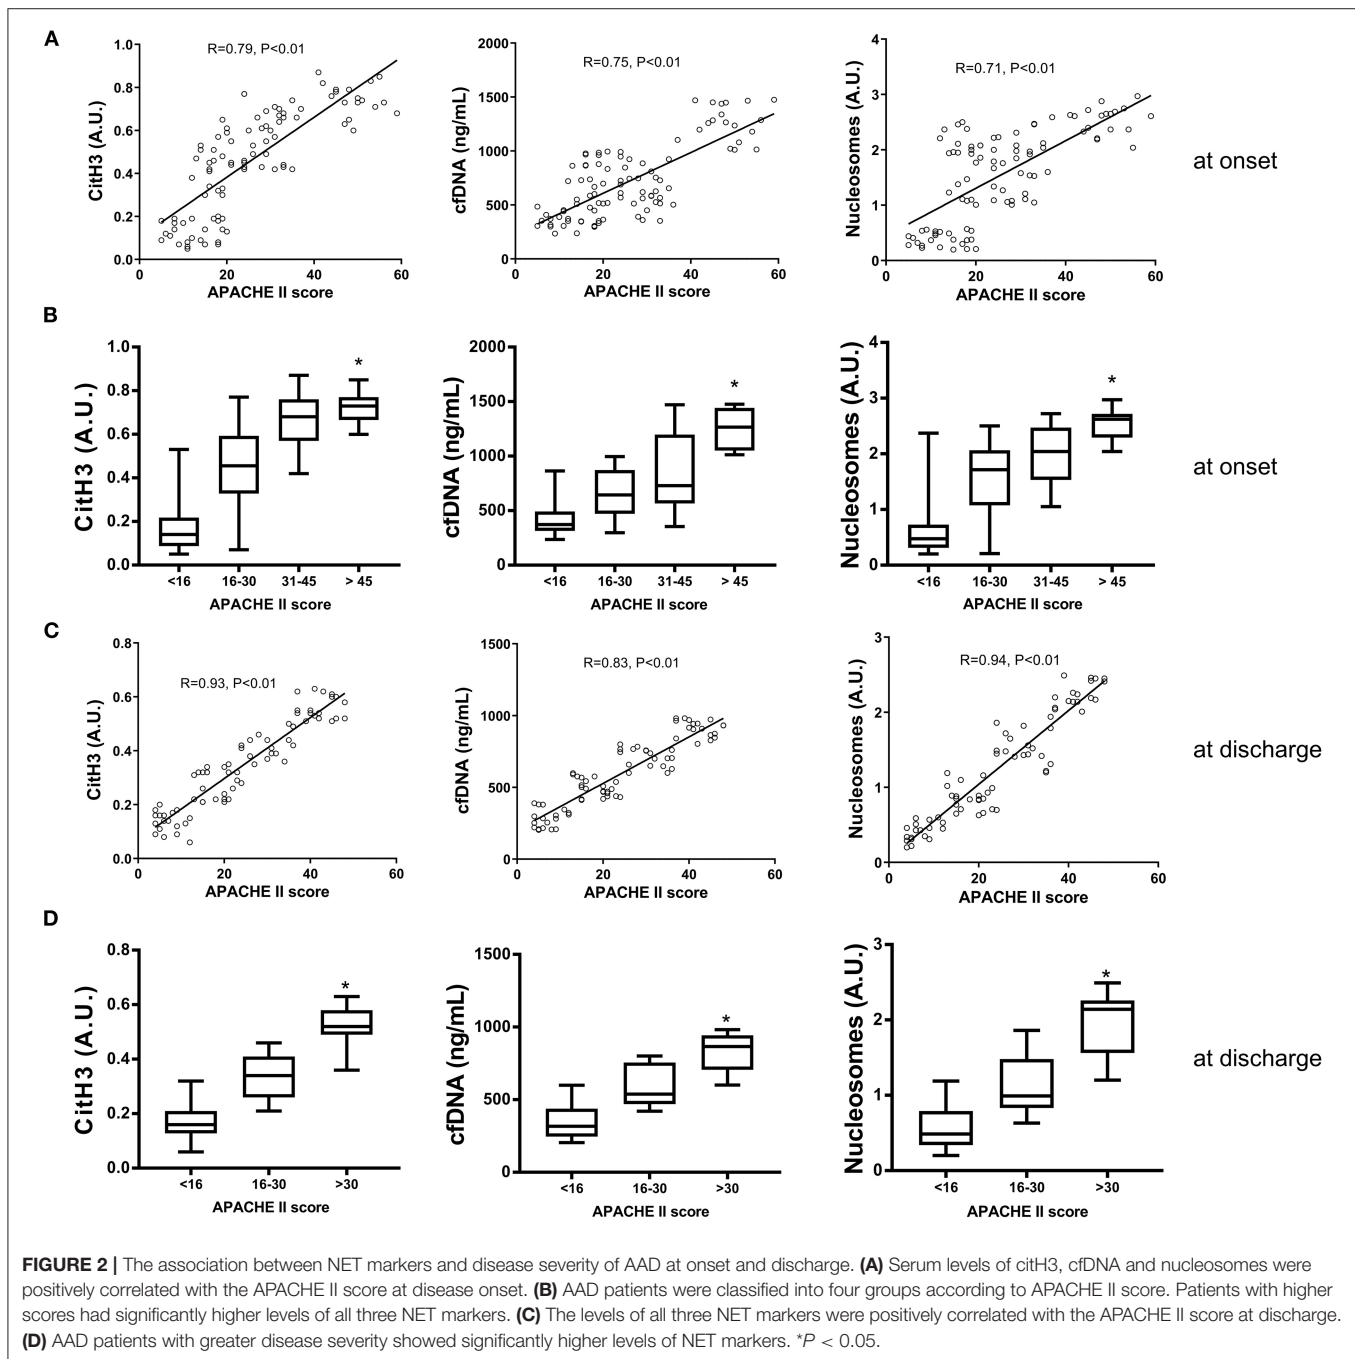 A
R=0.79, P<0.01
CitH3 (A.U.)
1.0
0.8
0.6
0.4
0.2
0.0
0 20 40 60
APACHE II score
R=0.75, P<0.01
cfDNA (ng/mL)
2000
1500
1000
500
0
0 20 40 60
APACHE II score
R=0.71, P<0.01
Nucleosomes (A.U.)
4
3
2
1
0
0 20 40 60
APACHE II score
at onset
B
CitH3 (A.U.)
1.0
0.8
0.6
0.4
0.2
0.0
<16 16-30 31-45 > 45
APACHE II score
*
cfDNA (ng/mL)
2000
1500
1000
500
0
<16 16-30 31-45 > 45
APACHE II score
*
Nucleosomes (A.U.)
4
3
2
1
0
<16 16-30 31-45 > 45
APACHE II score
*
at onset
C
R=0.93, P<0.01
CitH3 (A.U.)
0.8
0.6
0.4
0.2
0.0
0 20 40 60
APACHE II score
R=0.83, P<0.01
cfDNA (ng/mL)
1500
1000
500
0
0 20 40 60
APACHE II score
R=0.94, P<0.01
Nucleosomes (A.U.)
3
2
1
0
0 20 40 60
APACHE II score
at discharge
D
CitH3 (A.U.)
0.8
0.6
0.4
0.2
0.0
<16 16-30 >30
APACHE II score
*
cfDNA (ng/mL)
1500
1000
500
0
<16 16-30 >30
APACHE II score
*
Nucleosomes (A.U.)
3
2
1
0
<16 16-30 >30
APACHE II score
*
at discharge
FIGURE 2 | The association between NET markers and disease severity of AAD at onset and discharge. (A) Serum levels of citH3, cfDNA and nucleosomes were
positively correlated with the APACHE II score at disease onset. (B) AAD patients were classified into four groups according to APACHE II score. Patients with higher
scores had significantly higher levels of all three NET markers. (C) The levels of all three NET markers were positively correlated with the APACHE II score at discharge.
(D) AAD patients with greater disease severity showed significantly higher levels of NET markers. *P < 0.05.